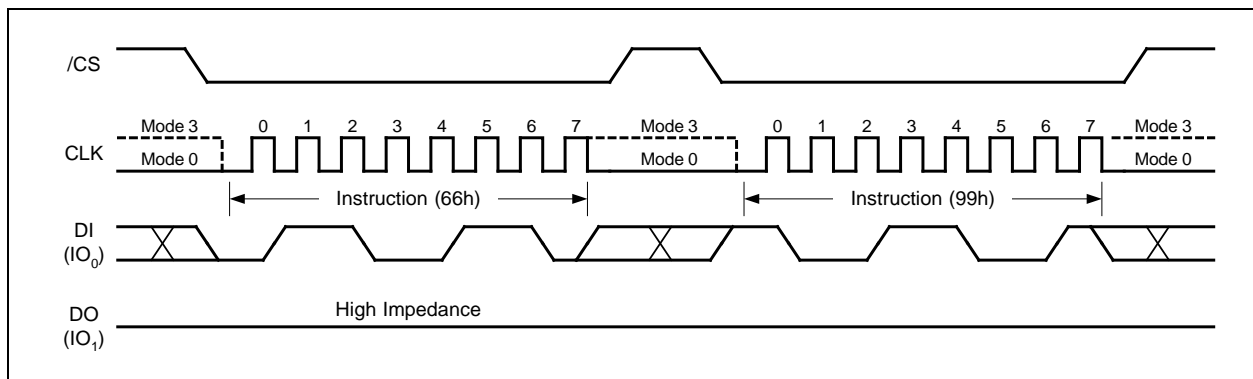 /CS
Mode 3 0 1 2 3 4 5 6 7 Mode 3 0 1 2 3 4 5 6 7 Mode 3
CLK Mode 0 Mode 0 Mode 0
Instruction (66h) Instruction (99h)
DI
(IO0)
High Impedance
DO
(IO1)